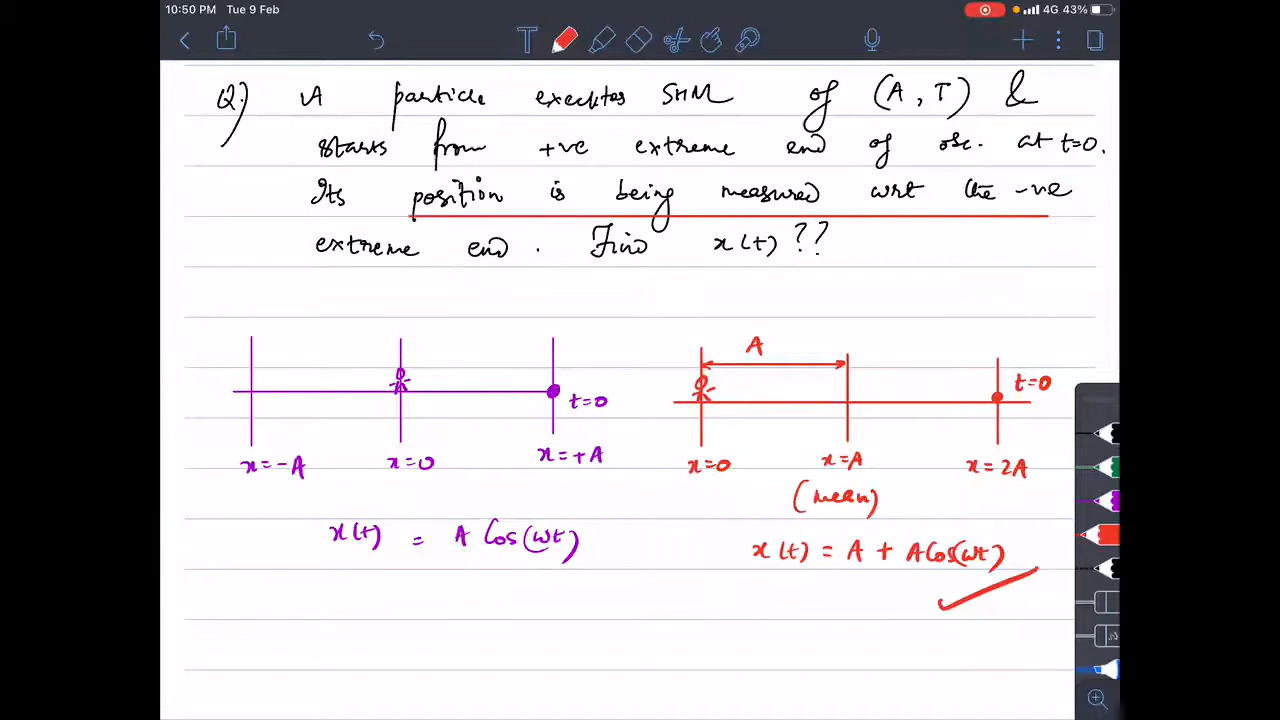 10:50 PM Tue 9 Feb
4G 43%
Q:) A particle executes SHM of (A, T) &
starts from +ve extreme end of osc. at t=0.
Its position is being measured wrt the -ve
extreme end. Find x(t) ??
A
t=0
t=0
x=-A x=0 x=+A x=0 x=A x=2A
(mean)
x(t) = A Cos(ωt)
x(t) = A + A Cos(ωt)